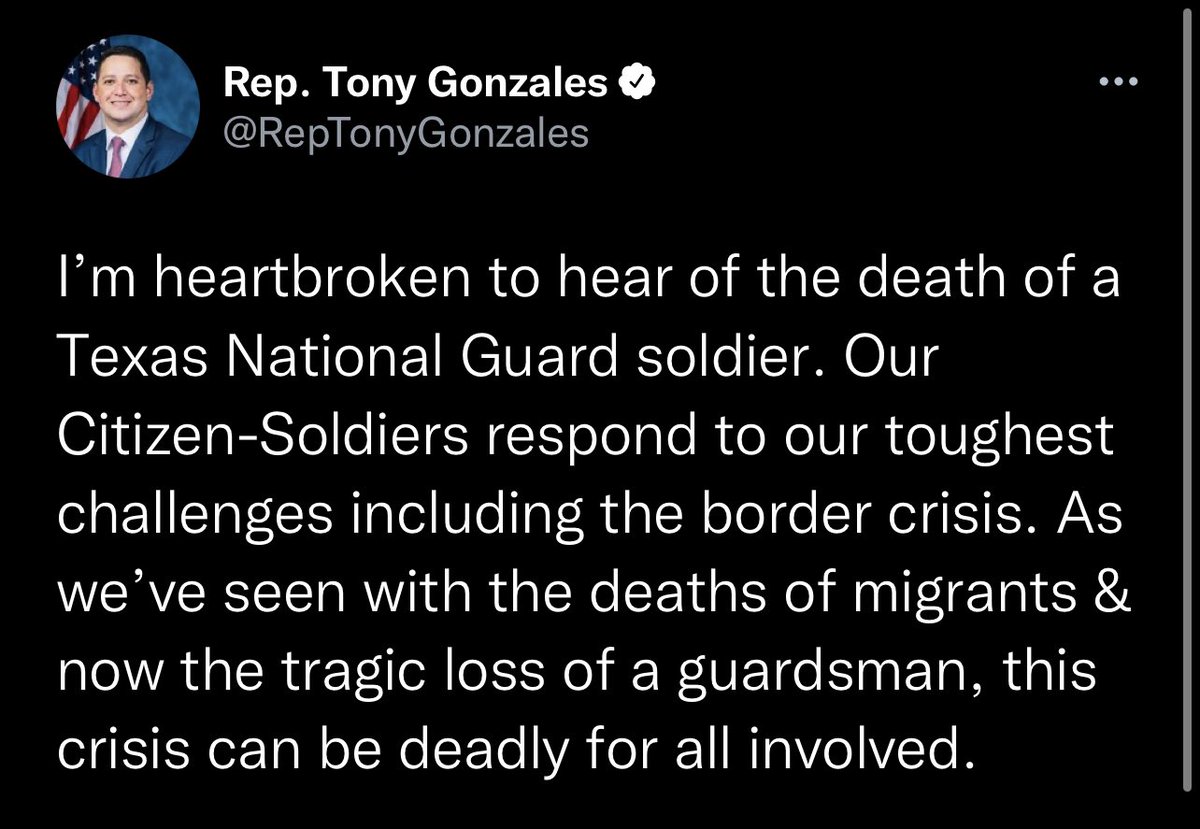 Rep. Tony Gonzales
@RepTonyGonzales
I’m heartbroken to hear of the death of a
Texas National Guard soldier. Our
Citizen-Soldiers respond to our toughest
challenges including the border crisis. As
we’ve seen with the deaths of migrants &
now the tragic loss of a guardsman, this
crisis can be deadly for all involved.